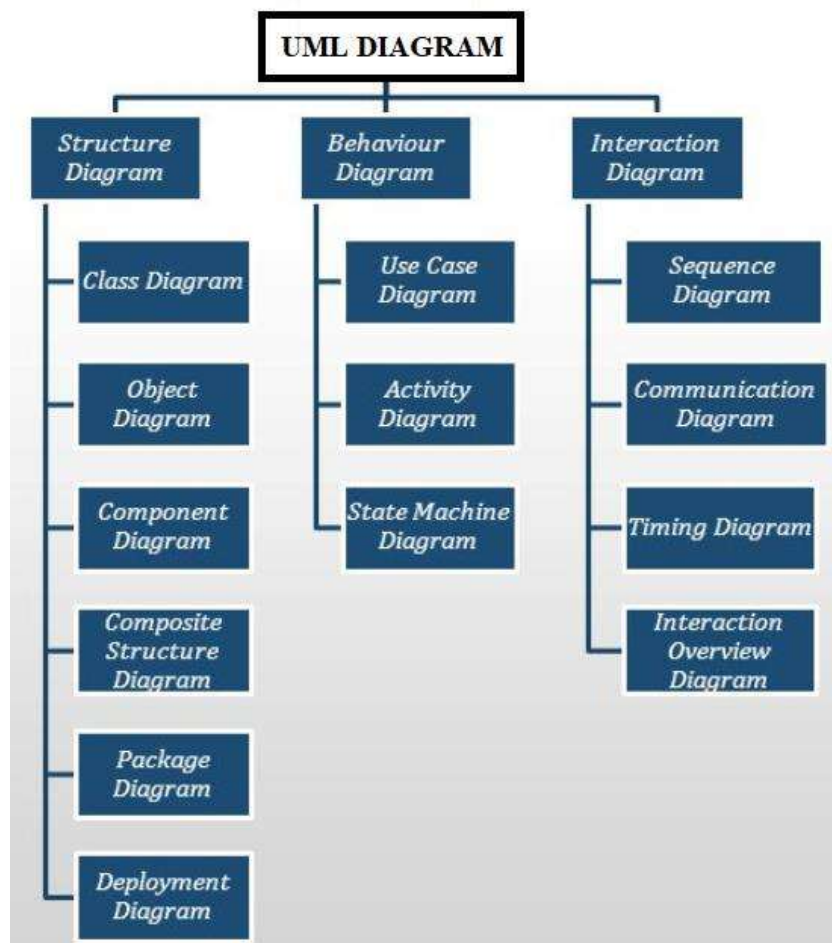 UML DIAGRAM
Structure
Diagram
Behaviour
Diagram
Interaction
Diagram
Class Diagram
Object
Diagram
Component
Diagram
Composite
Structure
Diagram
Package
Diagram
Deployment
Diagram
Use Case
Diagram
Activity
Diagram
State Machine
Diagram
Sequence
Diagram
Communication
Diagram
Timing Diagram
Interaction
Overview
Diagram